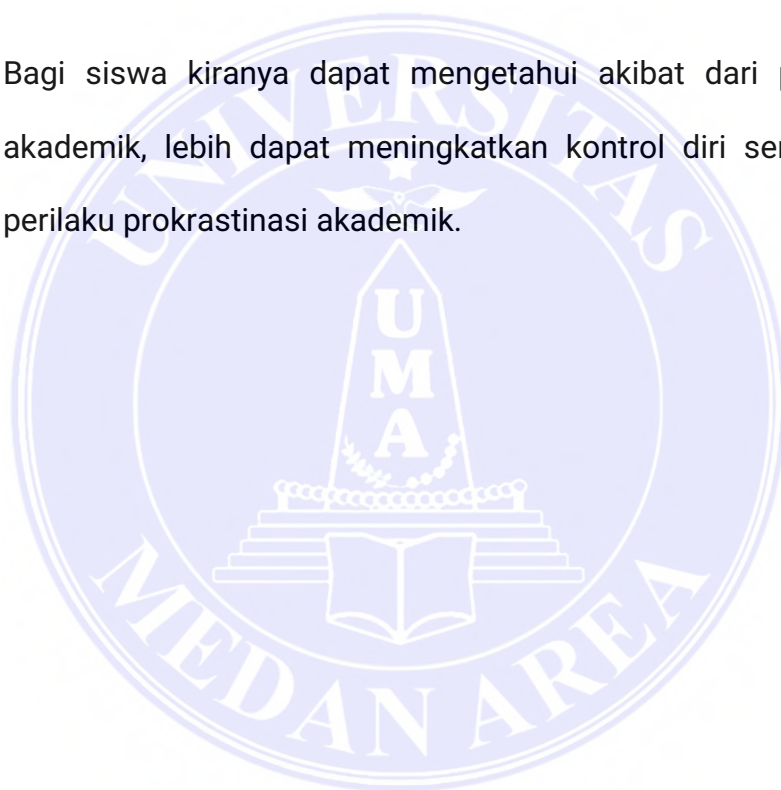 Bagi siswa kiranya dapat mengetahui akibat dari
akademik, lebih dapat meningkatkan kontrol diri
perilaku prokrastinasi akademik.
UNIVERSITAS
UMA
MEDAN AREA